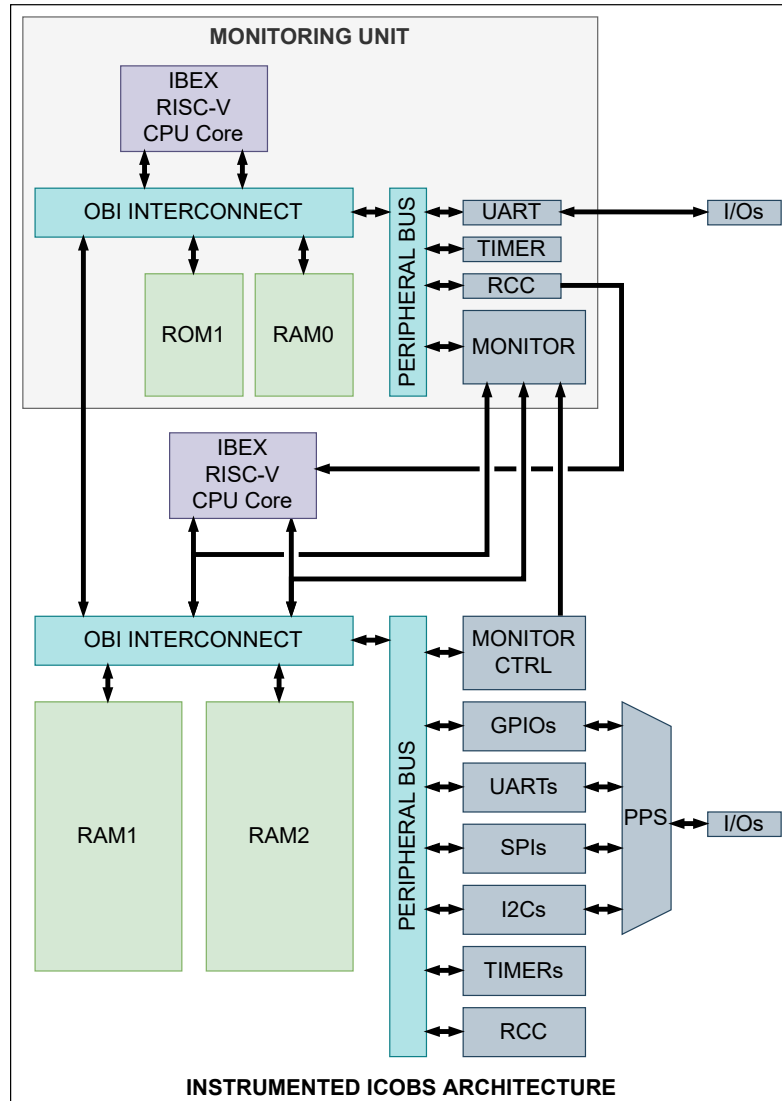 MONITORING UNIT
IBEX
RISC-V
CPU Core
OBI INTERCONNECT
ROM1
RAM0
PERIPHERAL BUS
UART
TIMER
RCC
MONITOR
I/Os
IBEX
RISC-V
CPU Core
OBI INTERCONNECT
RAM1
RAM2
PERIPHERAL BUS
MONITOR
CTRL
GPIOs
UARTs
SPIs
I2Cs
TIMERs
RCC
PPS
I/Os
INSTRUMENTED ICOBS ARCHITECTURE